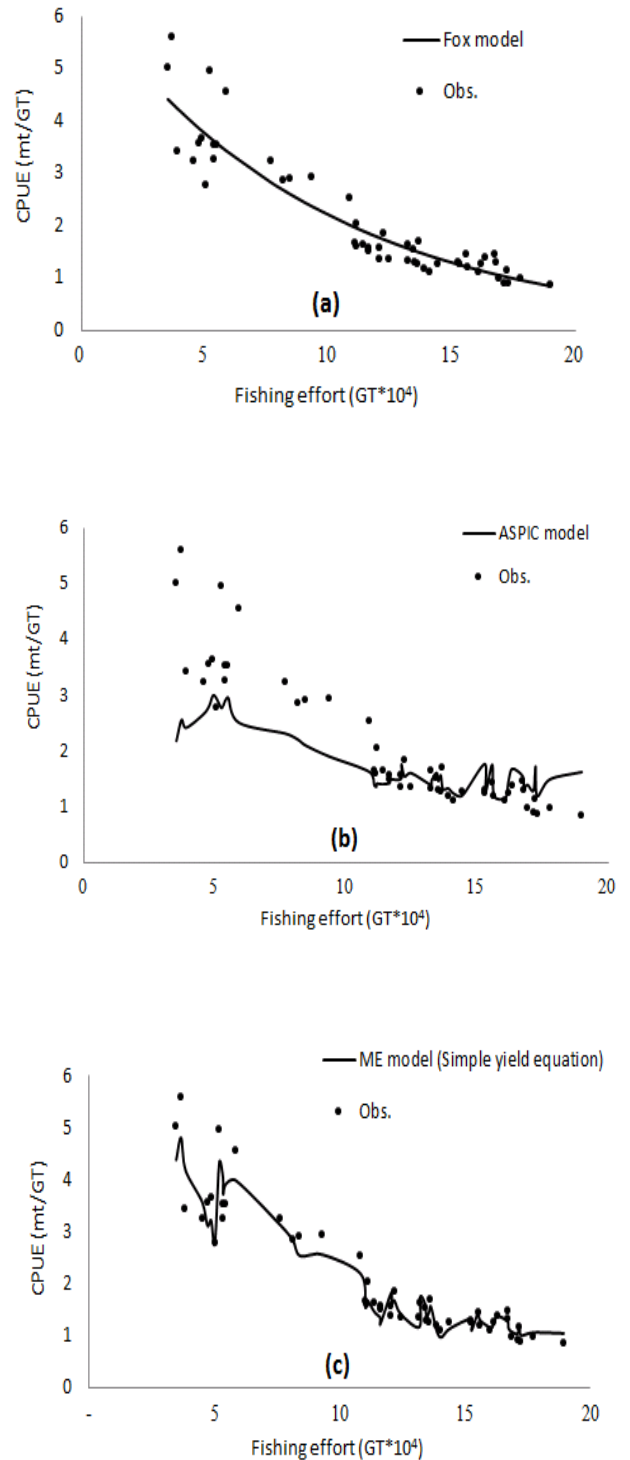 6
Fox model
5
Obs.
4
CPUE (mt/GT)
3
2
1
(a)
0
0 5 10 15 20
Fishing effort (GT*10⁴)
6
ASPIC model
5
Obs.
4
CPUE (mt/GT)
3
2
1
(b)
0
0 5 10 15 20
Fishing effort (GT*10⁴)
ME model (Simple yield equation)
6
Obs.
5
4
CPUE (mt/GT)
3
2
1
(c)
0
- 5 10 15 20
Fishing effort (GT*10⁴)